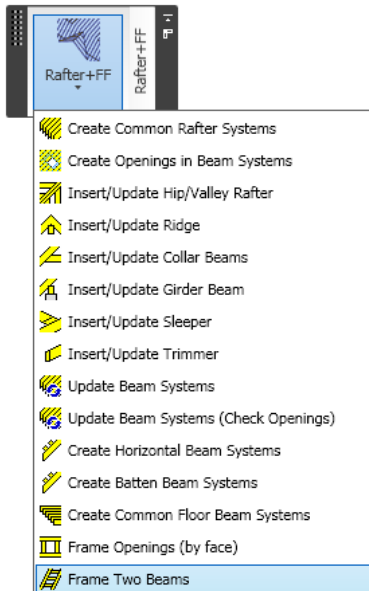 Rafter+FF
Rafter+FF
Create Common Rafter Systems
Create Openings in Beam Systems
Insert/Update Hip/Valley Rafter
Insert/Update Ridge
Insert/Update Collar Beams
Insert/Update Girder Beam
Insert/Update Sleeper
Insert/Update Trimmer
Update Beam Systems
Update Beam Systems (Check Openings)
Create Horizontal Beam Systems
Create Batten Beam Systems
Create Common Floor Beam Systems
Frame Openings (by face)
Frame Two Beams